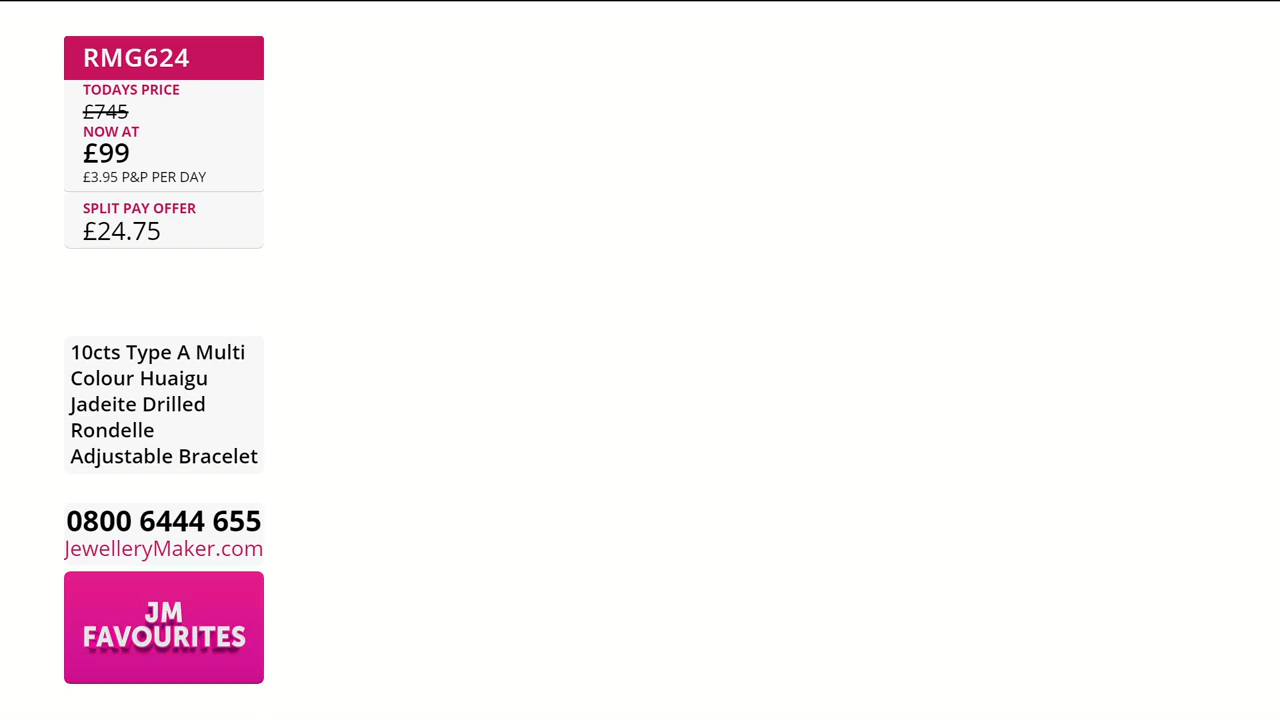 RMG624
TODAYS PRICE
£745
NOW AT
£99
£3.95 P&P PER DAY
SPLIT PAY OFFER
£24.75
10cts Type A Multi
Colour Huaigu
Jadeite Drilled
Rondelle
Adjustable Bracelet
0800 6444 655
JewelleryMaker.com
JM
FAVOURITES